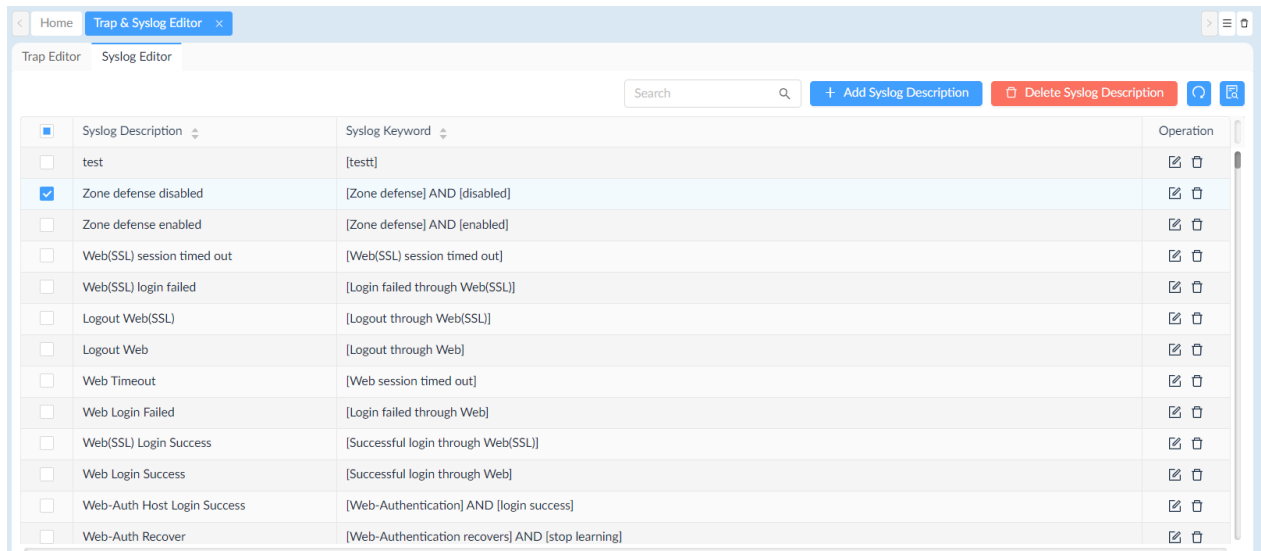 Home Trap & Syslog Editor ×
Trap Editor Syslog Editor
Search + Add Syslog Description Delete Syslog Description
Syslog Description Syslog Keyword Operation
test [testt]
Zone defense disabled [Zone defense] AND [disabled]
Zone defense enabled [Zone defense] AND [enabled]
Web(SSL) session timed out [Web(SSL) session timed out]
Web(SSL) login failed [Login failed through Web(SSL)]
Logout Web(SSL) [Logout through Web(SSL)]
Logout Web [Logout through Web]
Web Timeout [Web session timed out]
Web Login Failed [Login failed through Web]
Web(SSL) Login Success [Successful login through Web(SSL)]
Web Login Success [Successful login through Web]
Web-Auth Host Login Success [Web-Authentication] AND [login success]
Web-Auth Recover [Web-Authentication recovers] AND [stop learning]